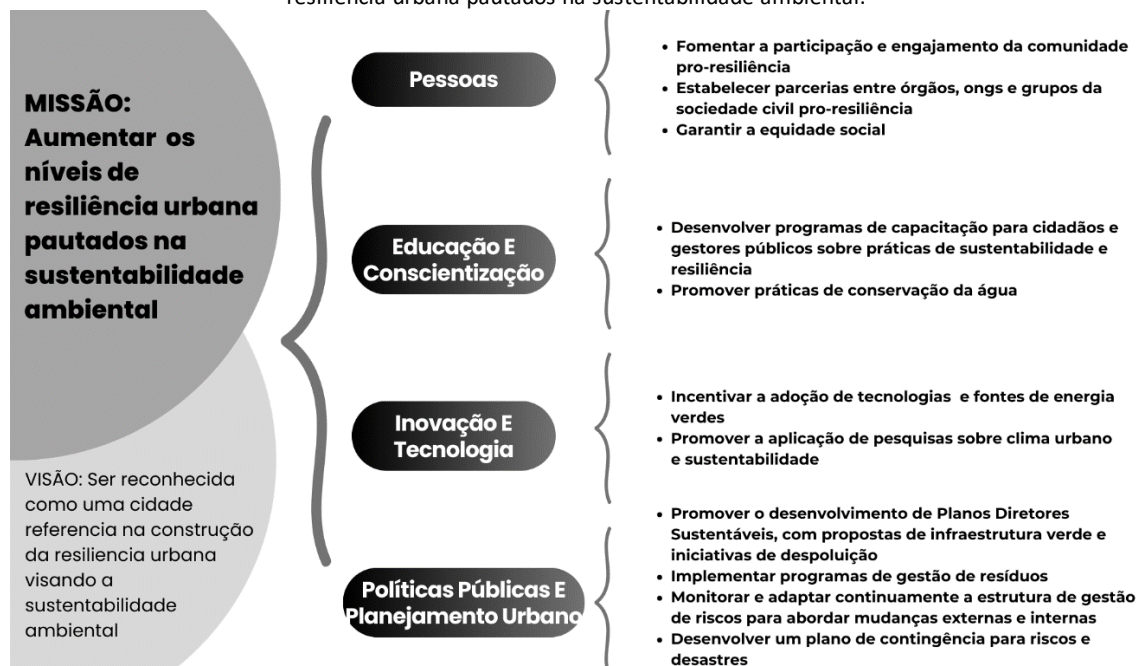 resiliência urbana pautados na sustentabilidade ambiental.
MISSÃO:
Aumentar os
níveis de
resiliência urbana
pautados na
sustentabilidade
ambiental
VISÃO: Ser reconhecida
como uma cidade
referencia na construção
da resiliencia urbana
visando a
sustentabilidade
ambiental
Pessoas
• Fomentar a participação e engajamento da comunidade
pro-resiliência
• Estabelecer parcerias entre órgãos, ongs e grupos da
sociedade civil pro-resiliência
• Garantir a equidade social
Educação E
Conscientização
• Desenvolver programas de capacitação para cidadãos e
gestores públicos sobre práticas de sustentabilidade e
resiliência
• Promover práticas de conservação da água
Inovação E
Tecnologia
• Incentivar a adoção de tecnologias e fontes de energia
verdes
• Promover a aplicação de pesquisas sobre clima urbano
e sustentabilidade
Políticas Públicas E
Planejamento Urbano
• Promover o desenvolvimento de Planos Diretores
Sustentáveis, com propostas de infraestrutura verde e
iniciativas de despoluição
• Implementar programas de gestão de resíduos
• Monitorar e adaptar continuamente a estrutura de gestão
de riscos para abordar mudanças externas e internas
• Desenvolver um plano de contingência para riscos e
desastres